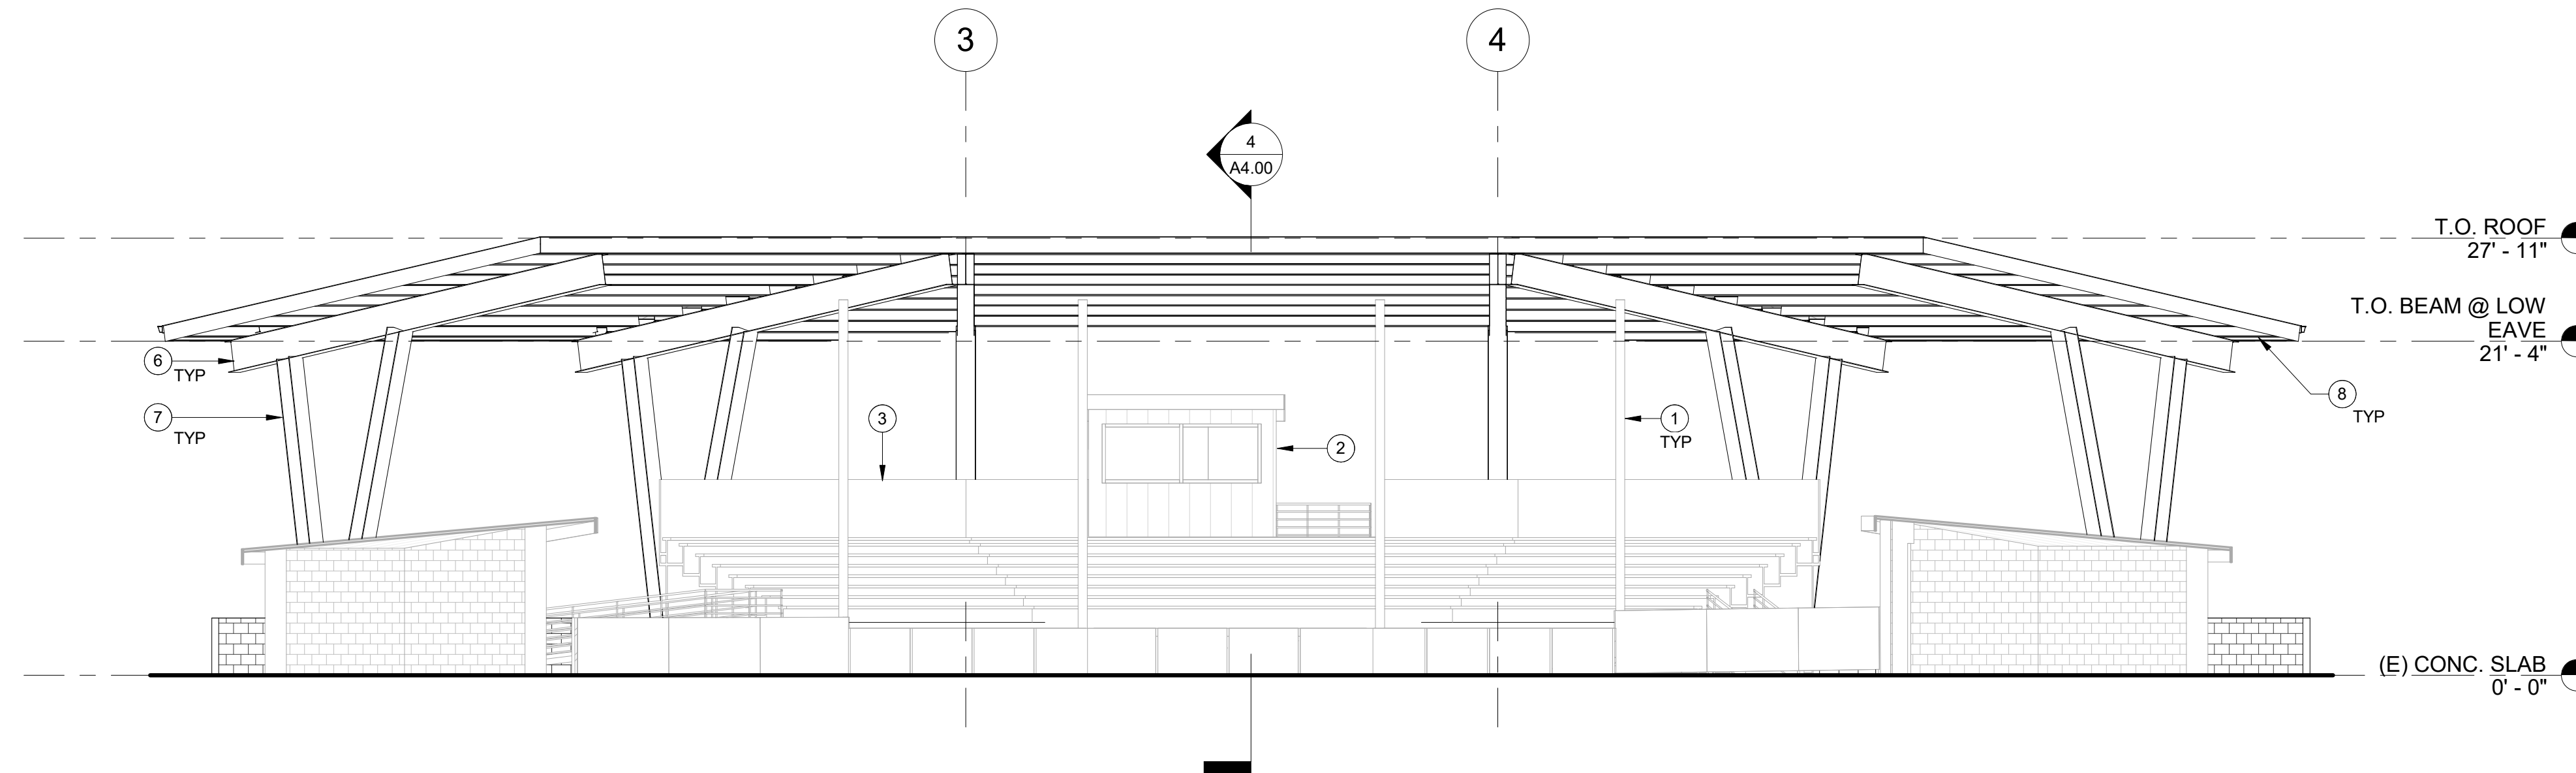 3
4
4
A4.00
T.O. ROOF
27' - 11"
T.O. BEAM @ LOW
EAVE
21' - 4"
6
TYP
7
TYP
3
2
1
TYP
8
TYP
(E) CONC. SLAB
0' - 0"